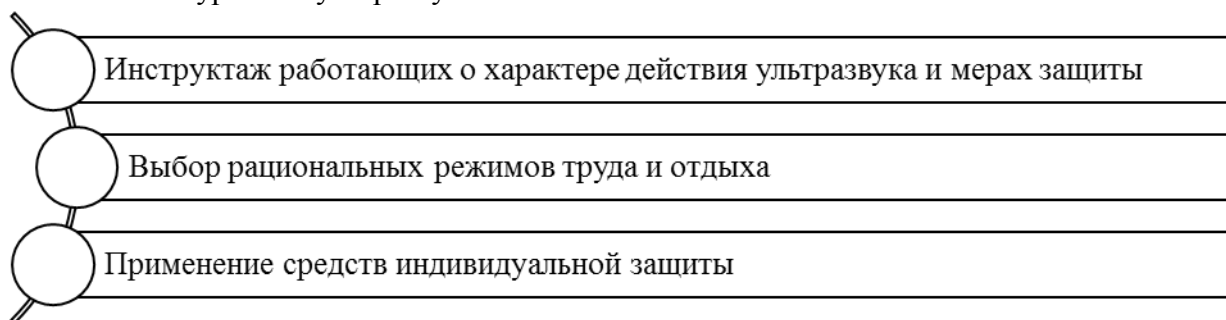 Инструктаж работающих о характере действия ультразвука и мерах защиты
Выбор рациональных режимов труда и отдыха
Применение средств индивидуальной защиты